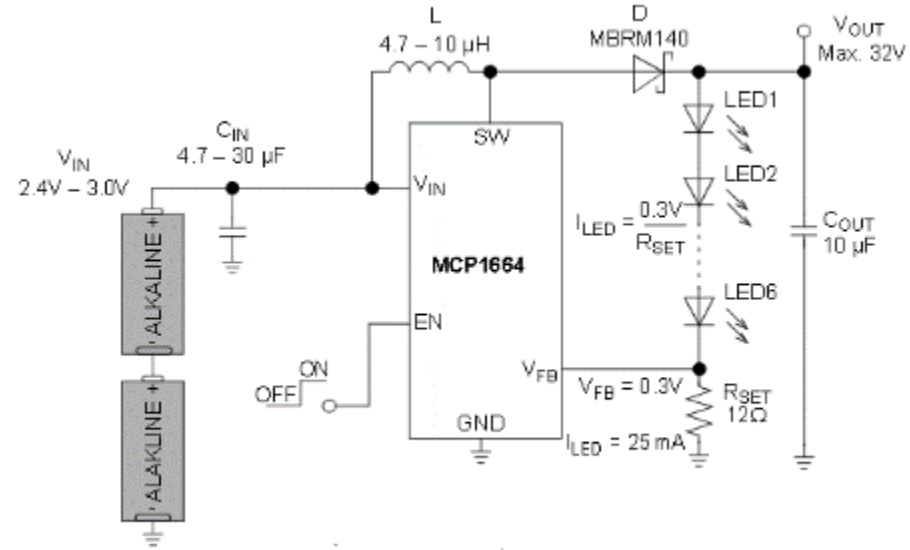 L
4.7 – 10 µH
D
MBRM140
VOUT
Max. 32V
CIN
4.7 – 30 µF
VIN
2.4V – 3.0V
SW
VIN
MCP1664
EN
VFB
GND
LED1
LED2
ILED = 0.3V
RSET
LED6
COUT
10 µF
VFB = 0.3V
RSET
12Ω
ILED = 25 mA
ON
OFF
- ALKALINE +
- ALAKLINE +